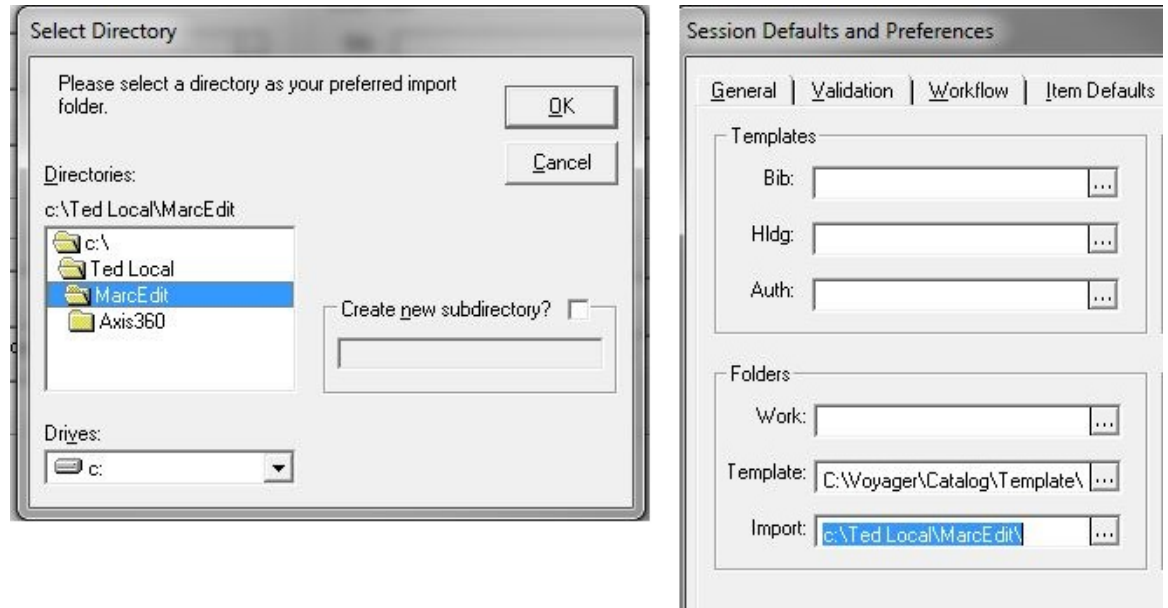 Select Directory
Please select a directory as your preferred import
folder.
OK
Cancel
Directories:
c:\Ted Local\MarcEdit
c:\
Ted Local
MarcEdit
Axis360
Create new subdirectory?
Drives:
c:
Session Defaults and Preferences
General | Validation | Workflow | Item Defaults
Templates
Bib:
...
Hldg:
...
Auth:
...
Folders
Work:
...
Template: C:\Voyager\Catalog\Template\ ...
Import: c:\Ted Local\MarcEdit\ ...